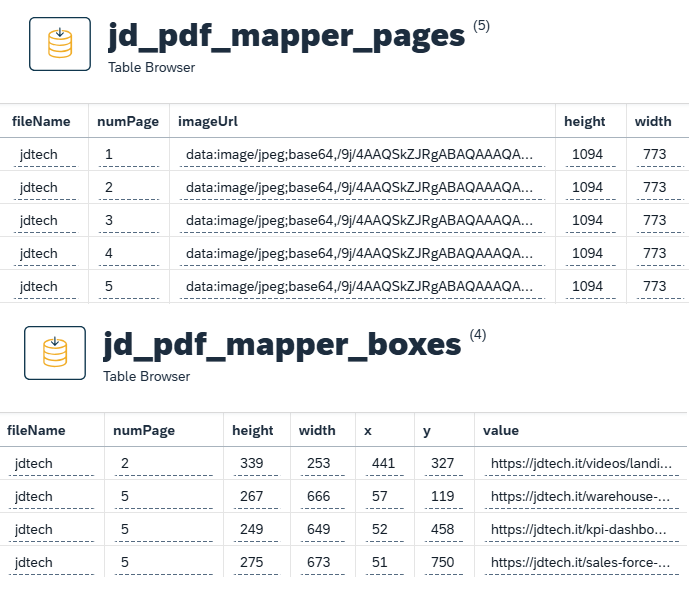 jd_pdf_mapper_pages (5)
Table Browser
fileName numPage imageUrl height width
jdtech 1 data:image/jpeg;base64,/9j/4AAQSkZJRgABAQAAAQA... 1094 773
jdtech 2 data:image/jpeg;base64,/9j/4AAQSkZJRgABAQAAAQA... 1094 773
jdtech 3 data:image/jpeg;base64,/9j/4AAQSkZJRgABAQAAAQA... 1094 773
jdtech 4 data:image/jpeg;base64,/9j/4AAQSkZJRgABAQAAAQA... 1094 773
jdtech 5 data:image/jpeg;base64,/9j/4AAQSkZJRgABAQAAAQA... 1094 773
jd_pdf_mapper_boxes (4)
Table Browser
fileName numPage height width x y value
jdtech 2 339 253 441 327 https://jdtech.it/videos/landi...
jdtech 5 267 666 57 119 https://jdtech.it/warehouse-...
jdtech 5 249 649 52 458 https://jdtech.it/kpi-dashbo...
jdtech 5 275 673 51 750 https://jdtech.it/sales-force-...